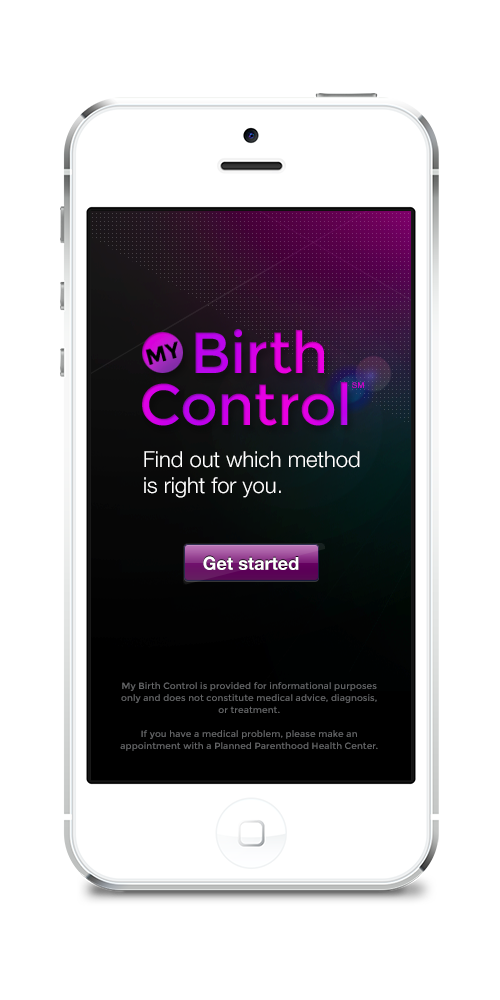 MY Birth
Control SM
Find out which method
is right for you.
Get started
My Birth Control is provided for informational purposes
only and does not constitute medical advice, diagnosis,
or treatment.
If you have a medical problem, please make an
appointment with a Planned Parenthood Health Center.